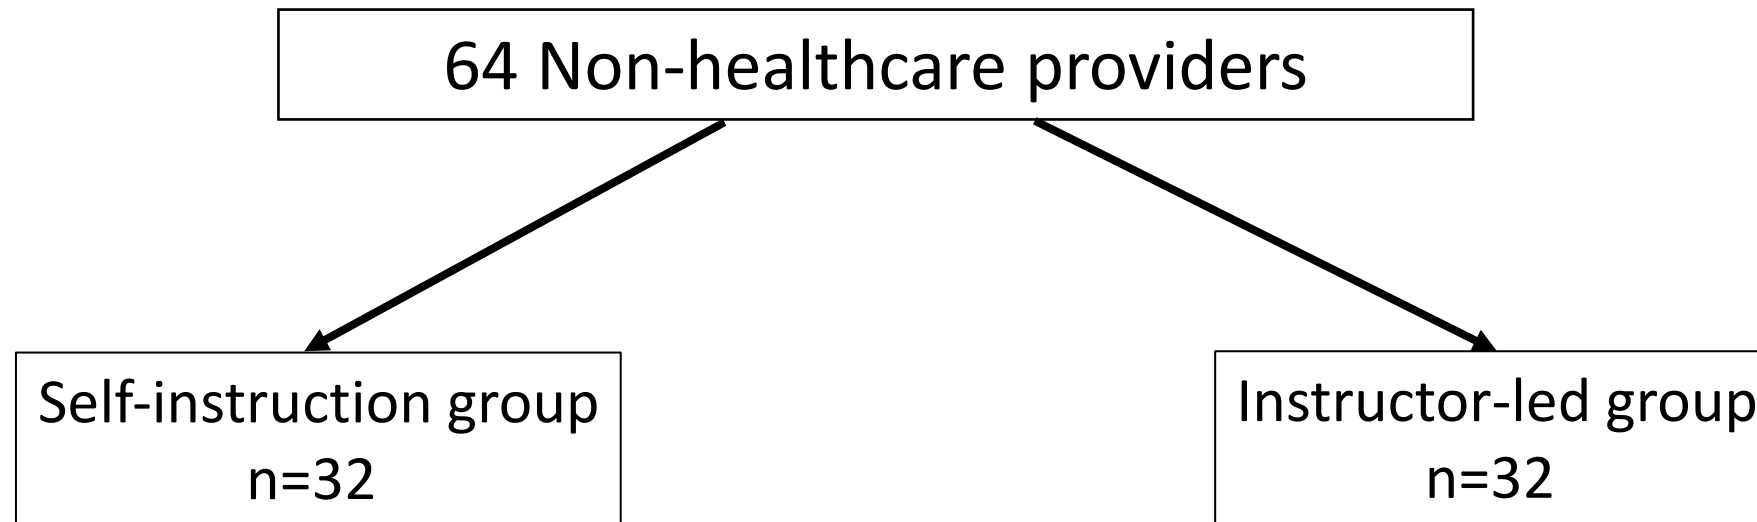 64 Non-healthcare providers
Self-instruction group
n=32
Instructor-led group
n=32